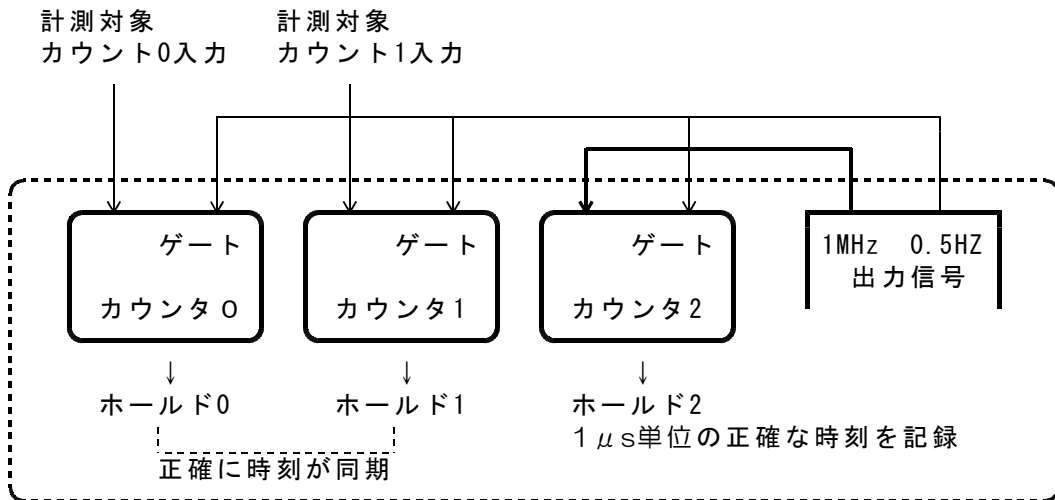 計測対象
カウント0入力
計測対象
カウント1入力
ゲート
カウンタ0
ゲート
カウンタ1
ゲート
カウンタ2
1MHz 0.5HZ
出力信号
↓
↓
↓
ホールド0
ホールド1
ホールド2
1μs単位の正確な時刻を記録
正確に時刻が同期